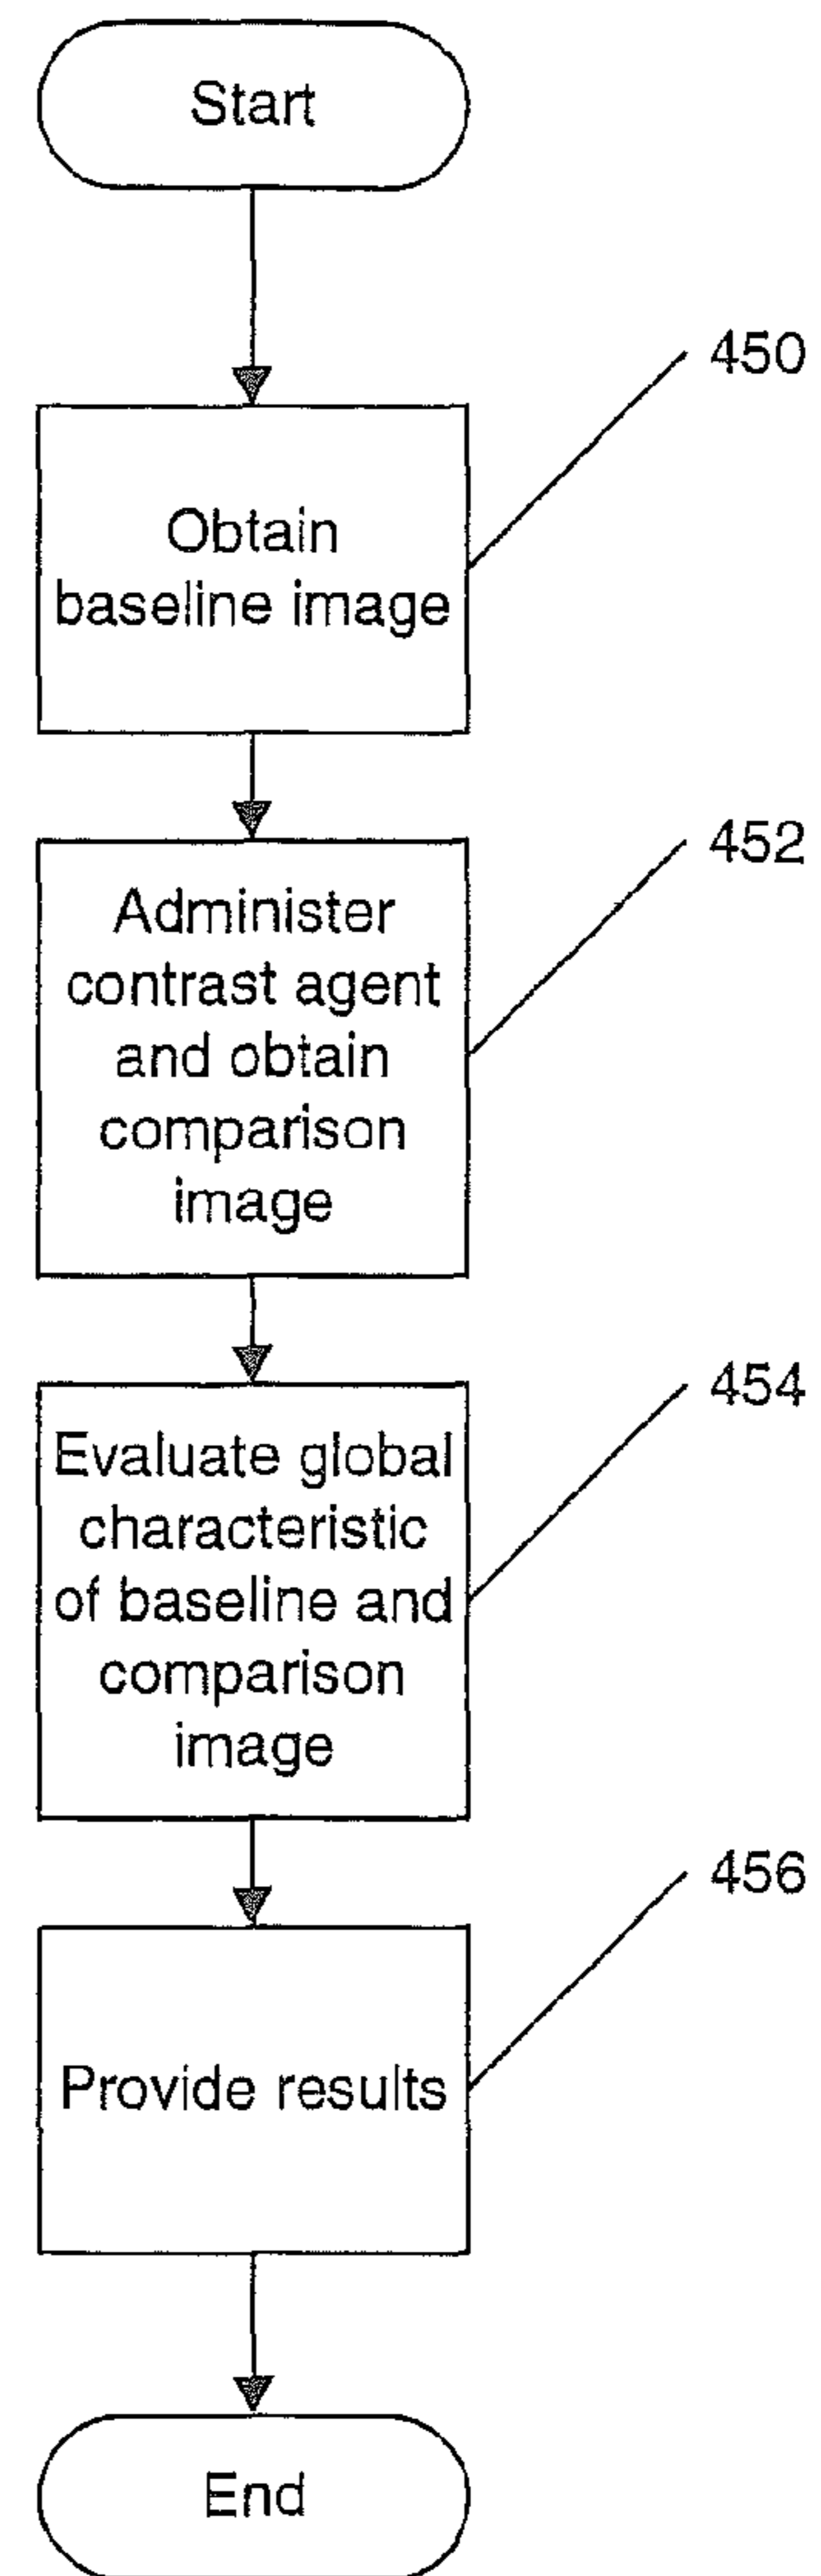 Start
450
Obtain
baseline image
452
Administer
contrast agent
and obtain
comparison
image
454
Evaluate global
characteristic
of baseline and
comparison
image
456
Provide results
End